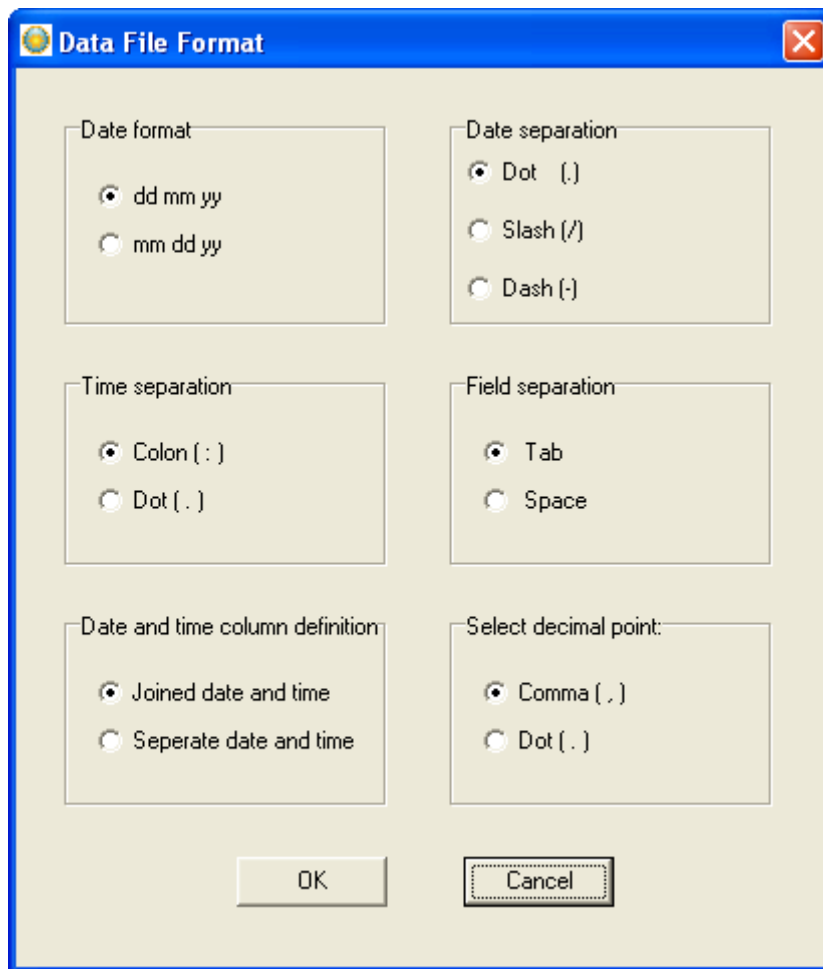 Data File Format
Date format
dd mm yy
mm dd yy
Date separation
Dot (.)
Slash (/)
Dash (-)
Time separation
Colon ( : )
Dot ( . )
Field separation
Tab
Space
Date and time column definition
Joined date and time
Seperate date and time
Select decimal point:
Comma ( , )
Dot ( . )
OK
Cancel